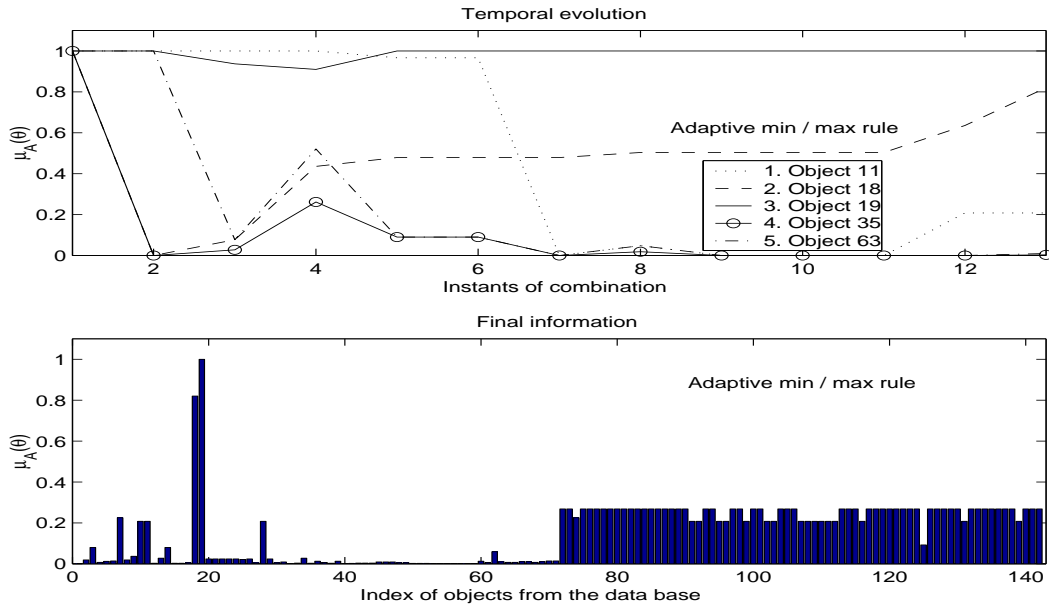 Temporal evolution
1
0.8
0.6
0.4
0.2
0
μA(θ)
Adaptive min / max rule
1. Object 11
2. Object 18
3. Object 19
4. Object 35
5. Object 63
2 4 6 8 10 12
Instants of combination
Final information
1
0.8
0.6
0.4
0.2
0
μA(θ)
Adaptive min / max rule
0 20 40 60 80 100 120 140
Index of objects from the data base